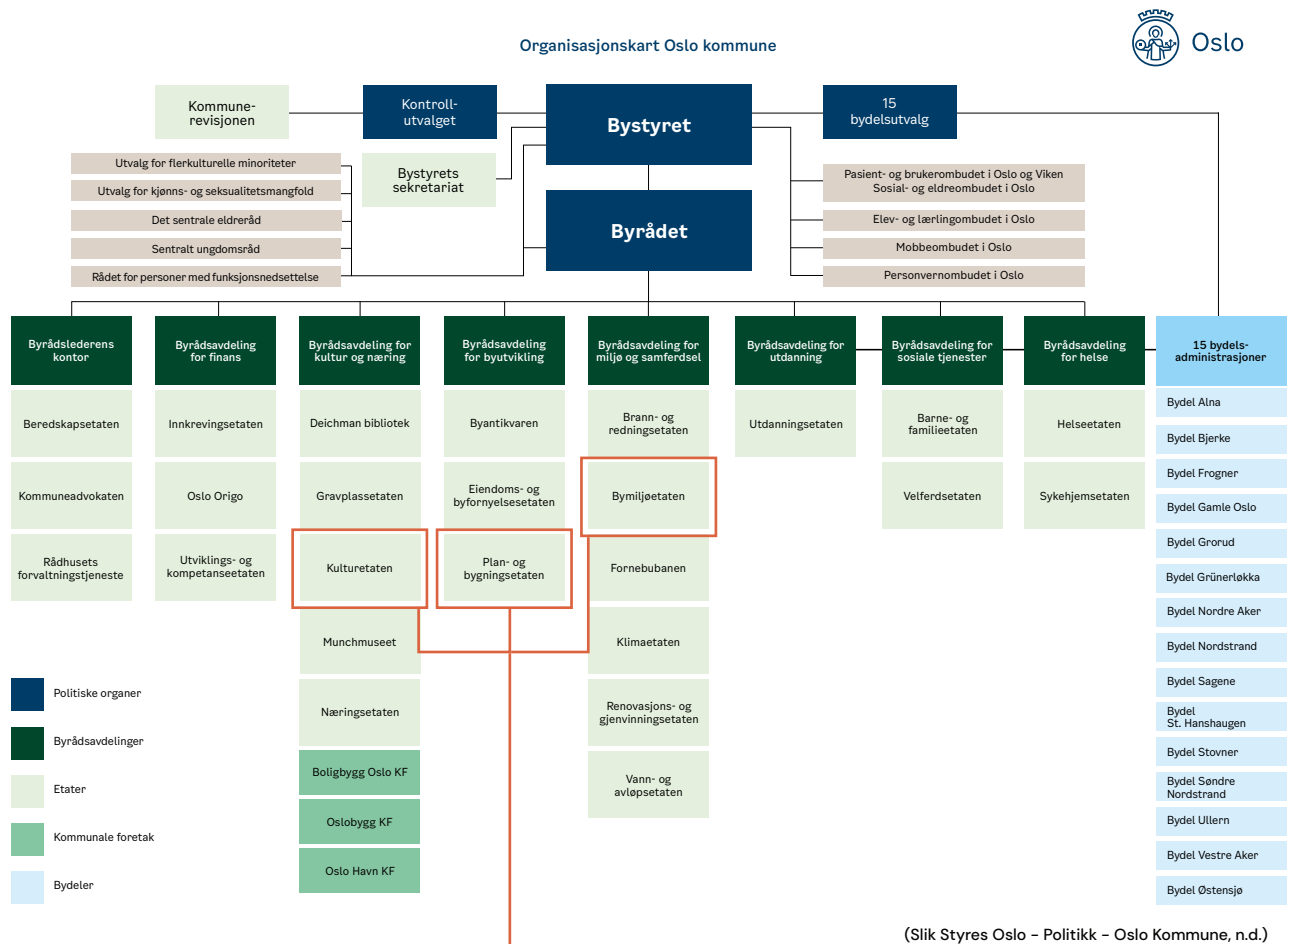 Organisasjonskart Oslo kommune
Oslo
Kommune-
revisjonen
Kontroll-
utvalget
Bystyret
15
bydelsutvalg
Utvalg for flerkulturelle minoriteter
Utvalg for kjønns- og seksualitetsmangfold
Det sentrale eldreråd
Sentralt ungdomsråd
Rådet for personer med funksjonsnedsettelse
Bystyrets
sekretariat
Byrådet
Pasient- og brukerombudet i Oslo og Viken
Sosial- og eldreombudet i Oslo
Elev- og lærlingombudet i Oslo
Mobbeombudet i Oslo
Personvernombudet i Oslo
Byrådslederens
kontor
Beredskapsetaten
Kommuneadvokaten
Rådhusets
forvaltningstjeneste
Byrådsavdeling
for finans
Innkrevingsetaten
Oslo Origo
Utviklings- og
kompetanseetaten
Byrådsavdeling for
kultur og næring
Deichman bibliotek
Gravplassetaten
Kulturetaten
Munchmuseet
Næringsetaten
Boligbygg Oslo KF
Oslobygg KF
Oslo Havn KF
Byrådsavdeling
for byutvikling
Byantikvaren
Eiendoms- og
byfornyelsesetaten
Plan- og
bygningsetaten
Byrådsavdeling for
miljø og samferdsel
Brann- og
redningsetaten
Bymiljøetaten
Fornebubanen
Klimaetaten
Renovasjons- og
gjenvinningsetaten
Vann- og
avløpsetaten
Byrådsavdeling for
utdanning
Utdanningsetaten
Byrådsavdeling for
sosiale tjenester
Barne- og
familieetaten
Velferdsetaten
Byrådsavdeling
for helse
Helseetaten
Sykehjemsetaten
15 bydels-
administrasjoner
Bydel Alna
Bydel Bjerke
Bydel Frogner
Bydel Gamle Oslo
Bydel Grorud
Bydel Grünerløkka
Bydel Nordre Aker
Bydel Nordstrand
Bydel Sagene
Bydel
St. Hanshaugen
Bydel Stovner
Bydel Søndre
Nordstrand
Bydel Ullern
Bydel Vestre Aker
Bydel Østensjø
Politiske organer
Byrådsavdelinger
Etater
Kommunale foretak
Bydeler
(Slik Styres Oslo – Politikk – Oslo Kommune, n.d.)